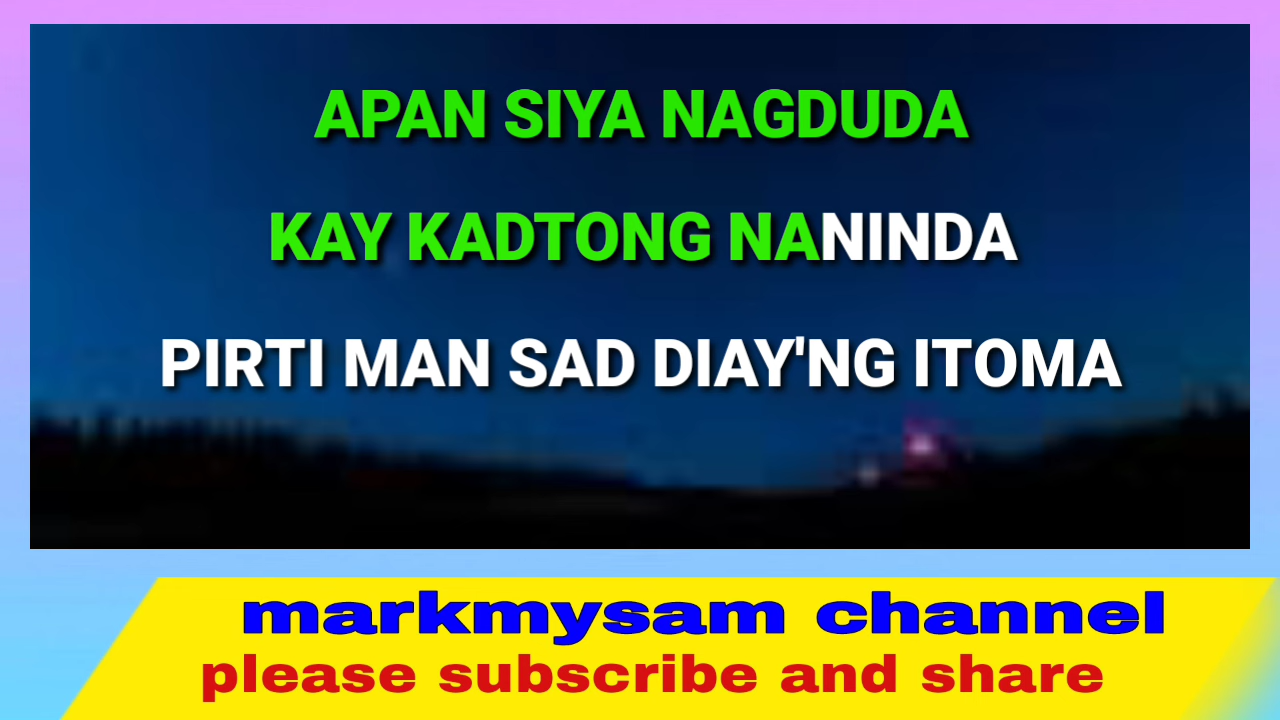 APAN SIYA NAGDUDA
KAY KADTONG NANINDA
PIRTI MAN SAD DIAY'NG ITOMA
markmysam channel
please subscribe and share